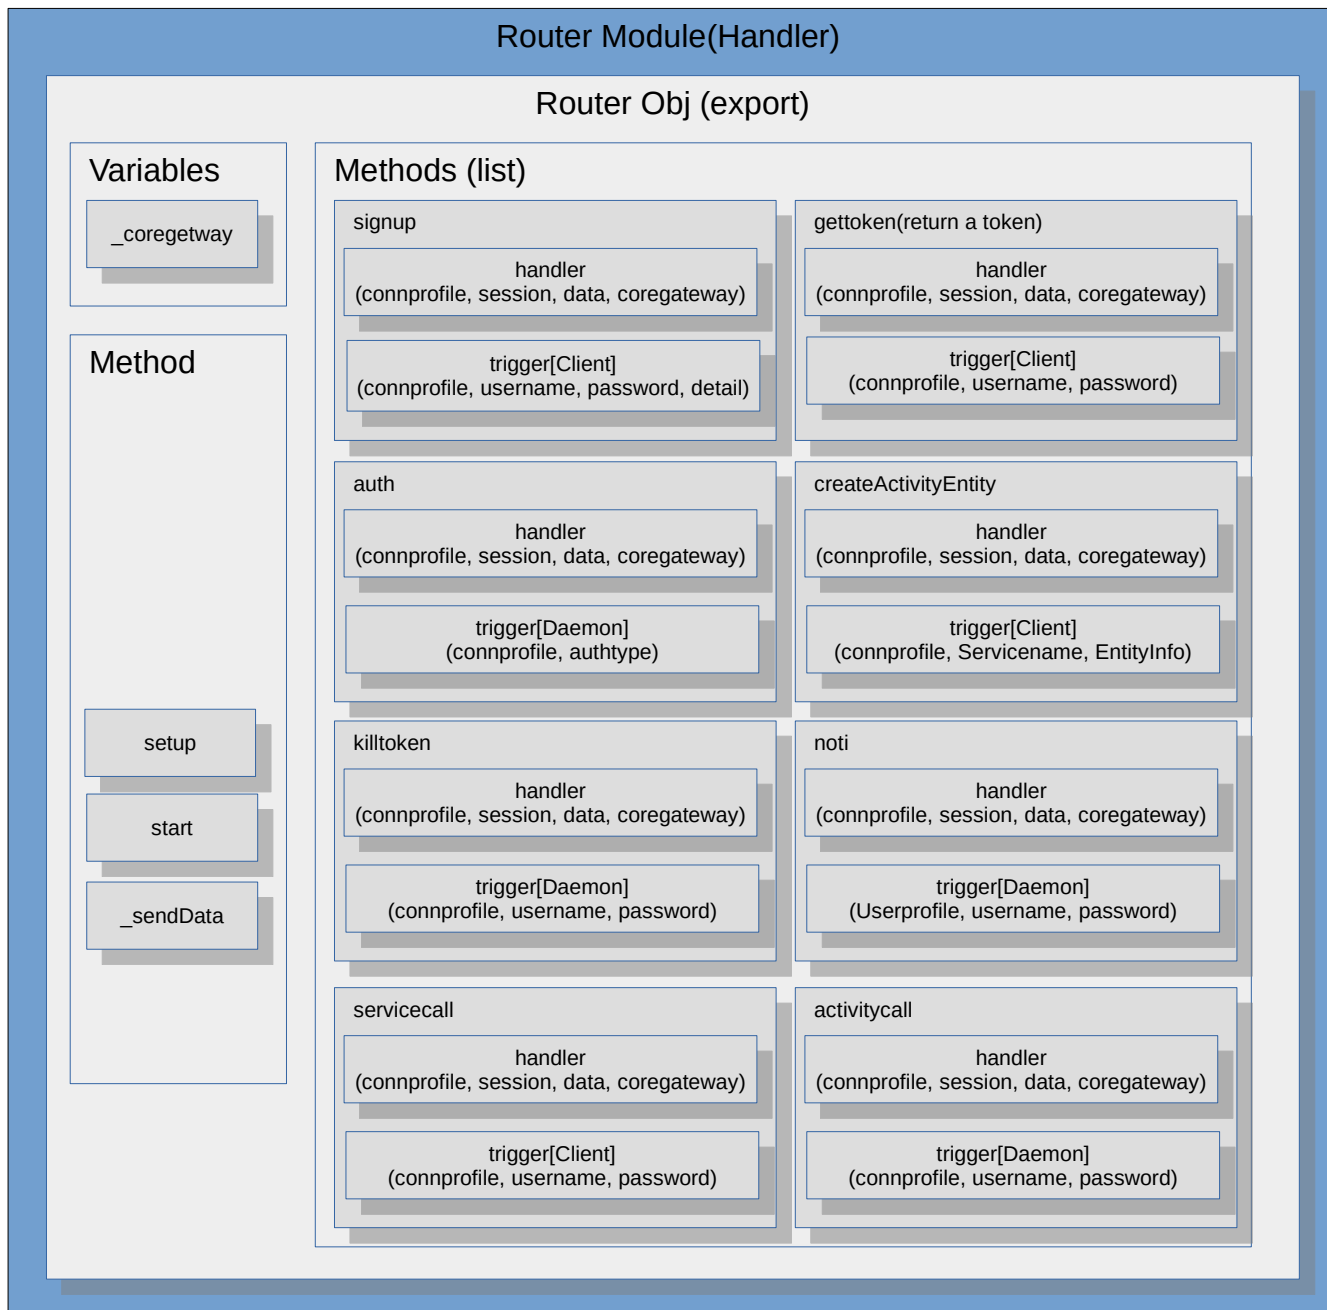 Router Module(Handler)
Router Obj (export)
Variables
_coregetway
Method
setup
start
_sendData
Methods (list)
signup
handler
(connprofile, session, data, coregateway)
trigger[Client]
(connprofile, username, password, detail)
gettoken(return a token)
handler
(connprofile, session, data, coregateway)
trigger[Client]
(connprofile, username, password)
auth
handler
(connprofile, session, data, coregateway)
trigger[Daemon]
(connprofile, authtype)
createActivityEntity
handler
(connprofile, session, data, coregateway)
trigger[Client]
(connprofile, Servicename, EntityInfo)
killtoken
handler
(connprofile, session, data, coregateway)
trigger[Daemon]
(connprofile, username, password)
noti
handler
(connprofile, session, data, coregateway)
trigger[Daemon]
(Userprofile, username, password)
servicecall
handler
(connprofile, session, data, coregateway)
trigger[Client]
(connprofile, username, password)
activitycall
handler
(connprofile, session, data, coregateway)
trigger[Daemon]
(connprofile, username, password)